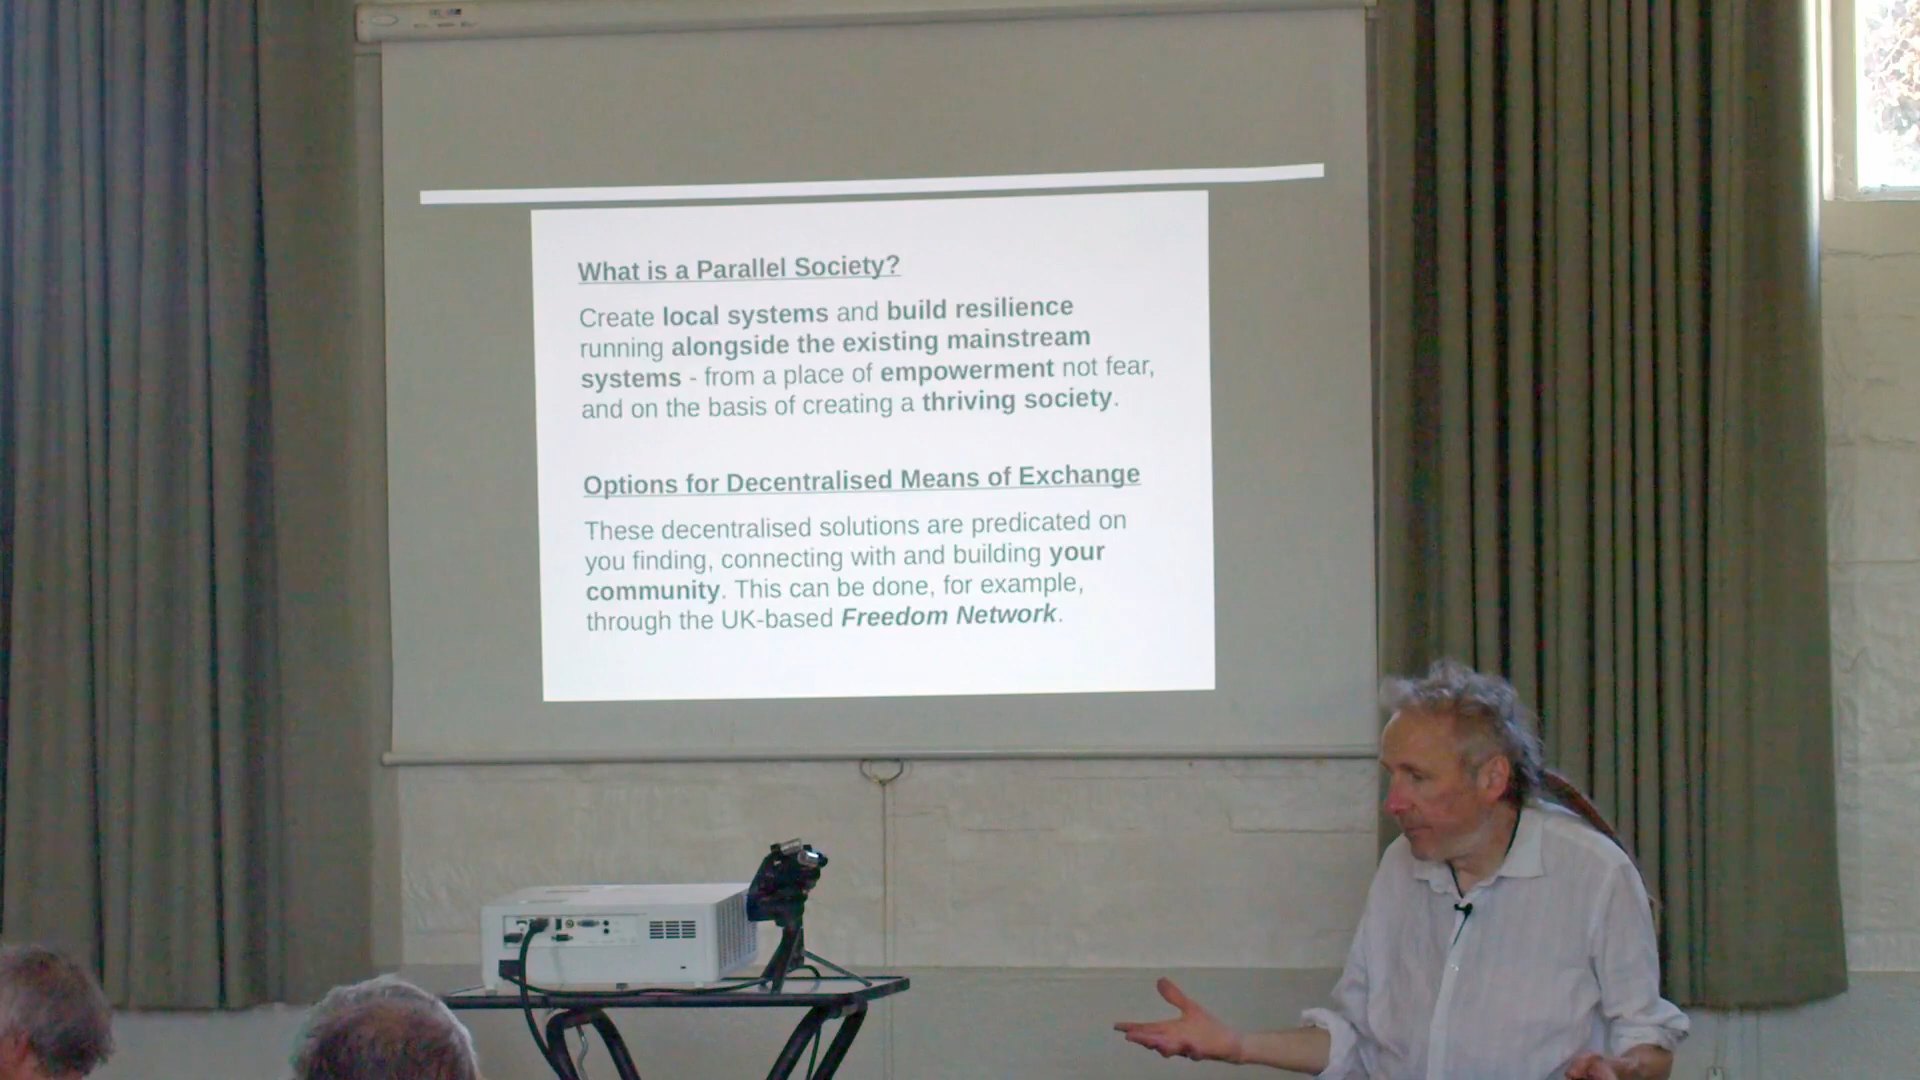 What is a Parallel Society?
Create local systems and build resilience
running alongside the existing mainstream
systems - from a place of empowerment not fear,
and on the basis of creating a thriving society.
Options for Decentralised Means of Exchange
These decentralised solutions are predicated on
you finding, connecting with and building your
community. This can be done, for example,
through the UK-based Freedom Network.